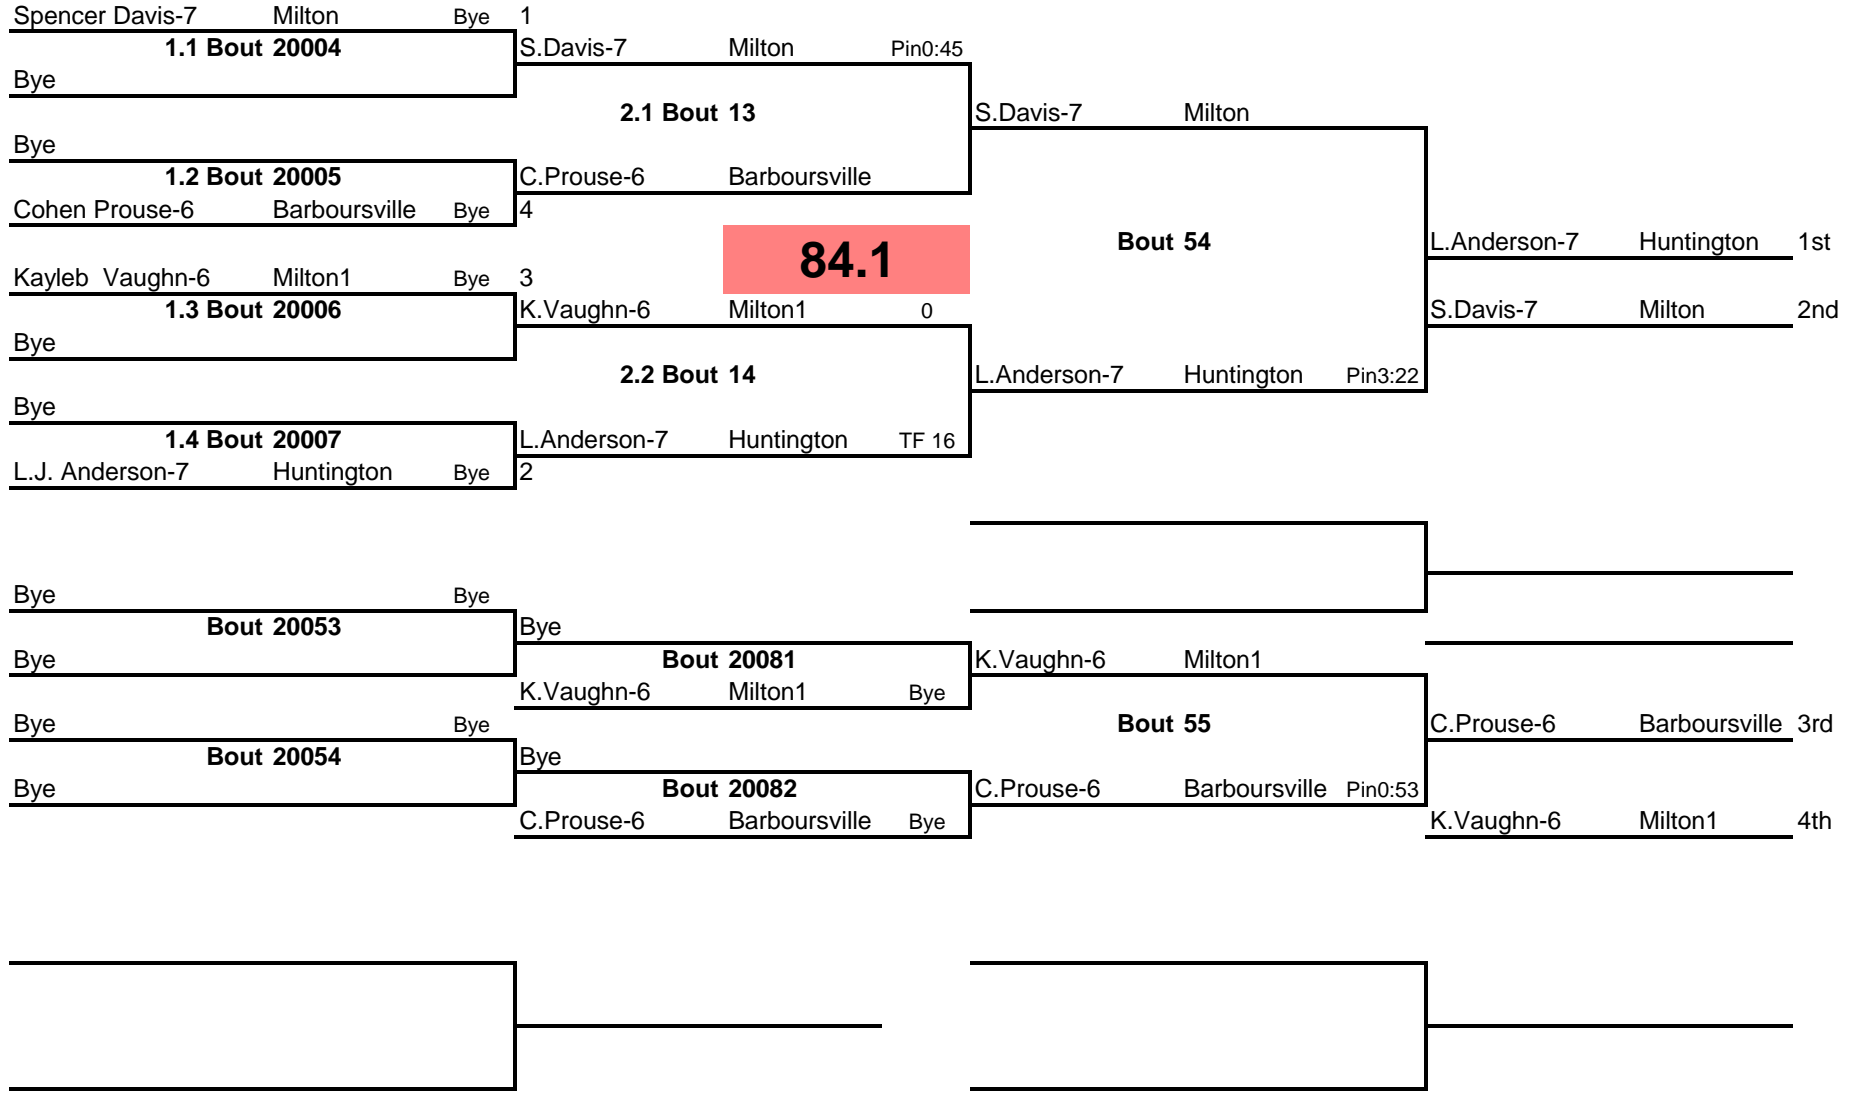 Spencer Davis-7 Milton Bye 1
1.1 Bout 20004 S.Davis-7 Milton Pin0:45
Bye
2.1 Bout 13 S.Davis-7 Milton
Bye
1.2 Bout 20005 C.Prouse-6 Barboursville
Cohen Prouse-6 Barboursville Bye 4
84.1 Bout 54 L.Anderson-7 Huntington 1st
Kayleb Vaughn-6 Milton1 Bye 3
1.3 Bout 20006 K.Vaughn-6 Milton1 0 S.Davis-7 Milton 2nd
Bye
2.2 Bout 14 L.Anderson-7 Huntington Pin3:22
Bye
1.4 Bout 20007 L.Anderson-7 Huntington TF 16
L.J. Anderson-7 Huntington Bye 2
Bye Bye
Bout 20053 Bye
Bye Bout 20081 K.Vaughn-6 Milton1
K.Vaughn-6 Milton1 Bye
Bye Bye Bout 55 C.Prouse-6 Barboursville 3rd
Bout 20054 Bye
Bye Bout 20082 C.Prouse-6 Barboursville Pin0:53
C.Prouse-6 Barboursville Bye K.Vaughn-6 Milton1 4th